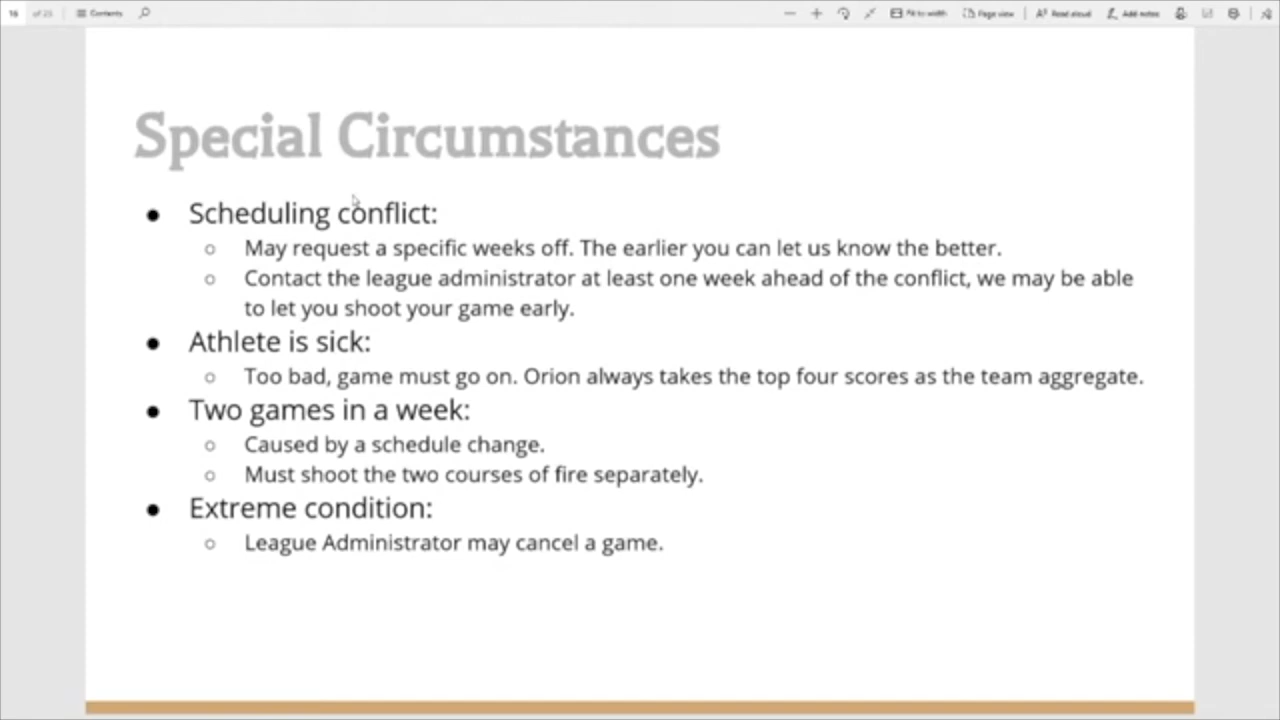 16 of 25 Contents Fit to width Page view Read aloud Add notes
Special Circumstances
● Scheduling conflict:
○ May request a specific weeks off. The earlier you can let us know the better.
○ Contact the league administrator at least one week ahead of the conflict, we may be able
to let you shoot your game early.
● Athlete is sick:
○ Too bad, game must go on. Orion always takes the top four scores as the team aggregate.
● Two games in a week:
○ Caused by a schedule change.
○ Must shoot the two courses of fire separately.
● Extreme condition:
○ League Administrator may cancel a game.